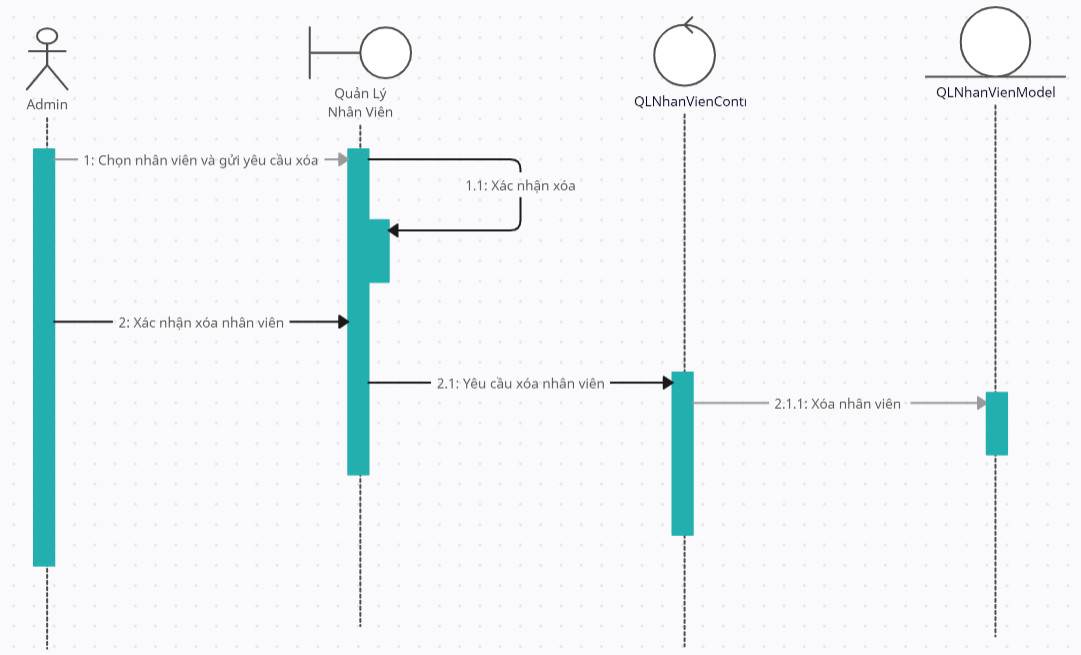 Admin
Quản Lý
Nhân Viên
QLNhanVienContr
QLNhanVienModel
1: Chọn nhân viên và gửi yêu cầu xóa
1.1: Xác nhận xóa
2: Xác nhận xóa nhân viên
2.1: Yêu cầu xóa nhân viên
2.1.1: Xóa nhân viên